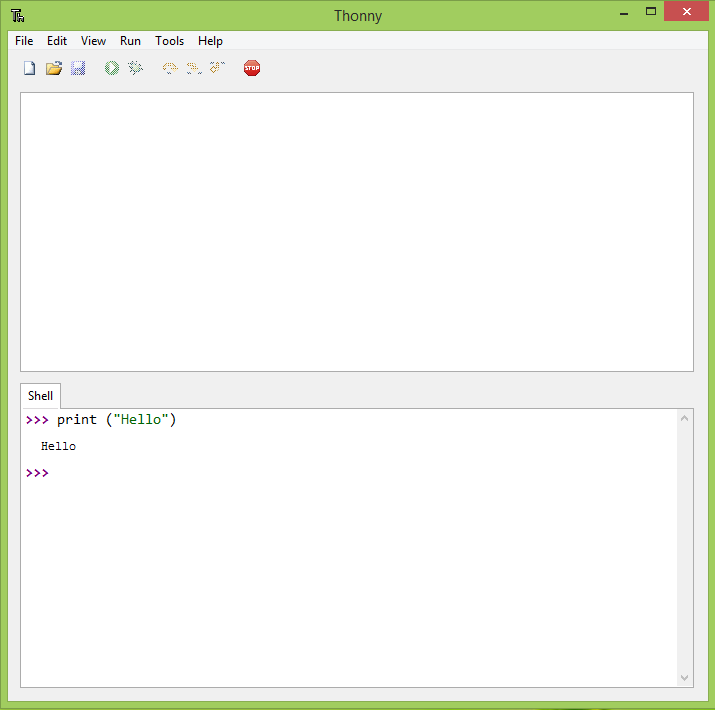 Thonny
File Edit View Run Tools Help
STOP
Shell
>>> print ("Hello")
Hello
>>>